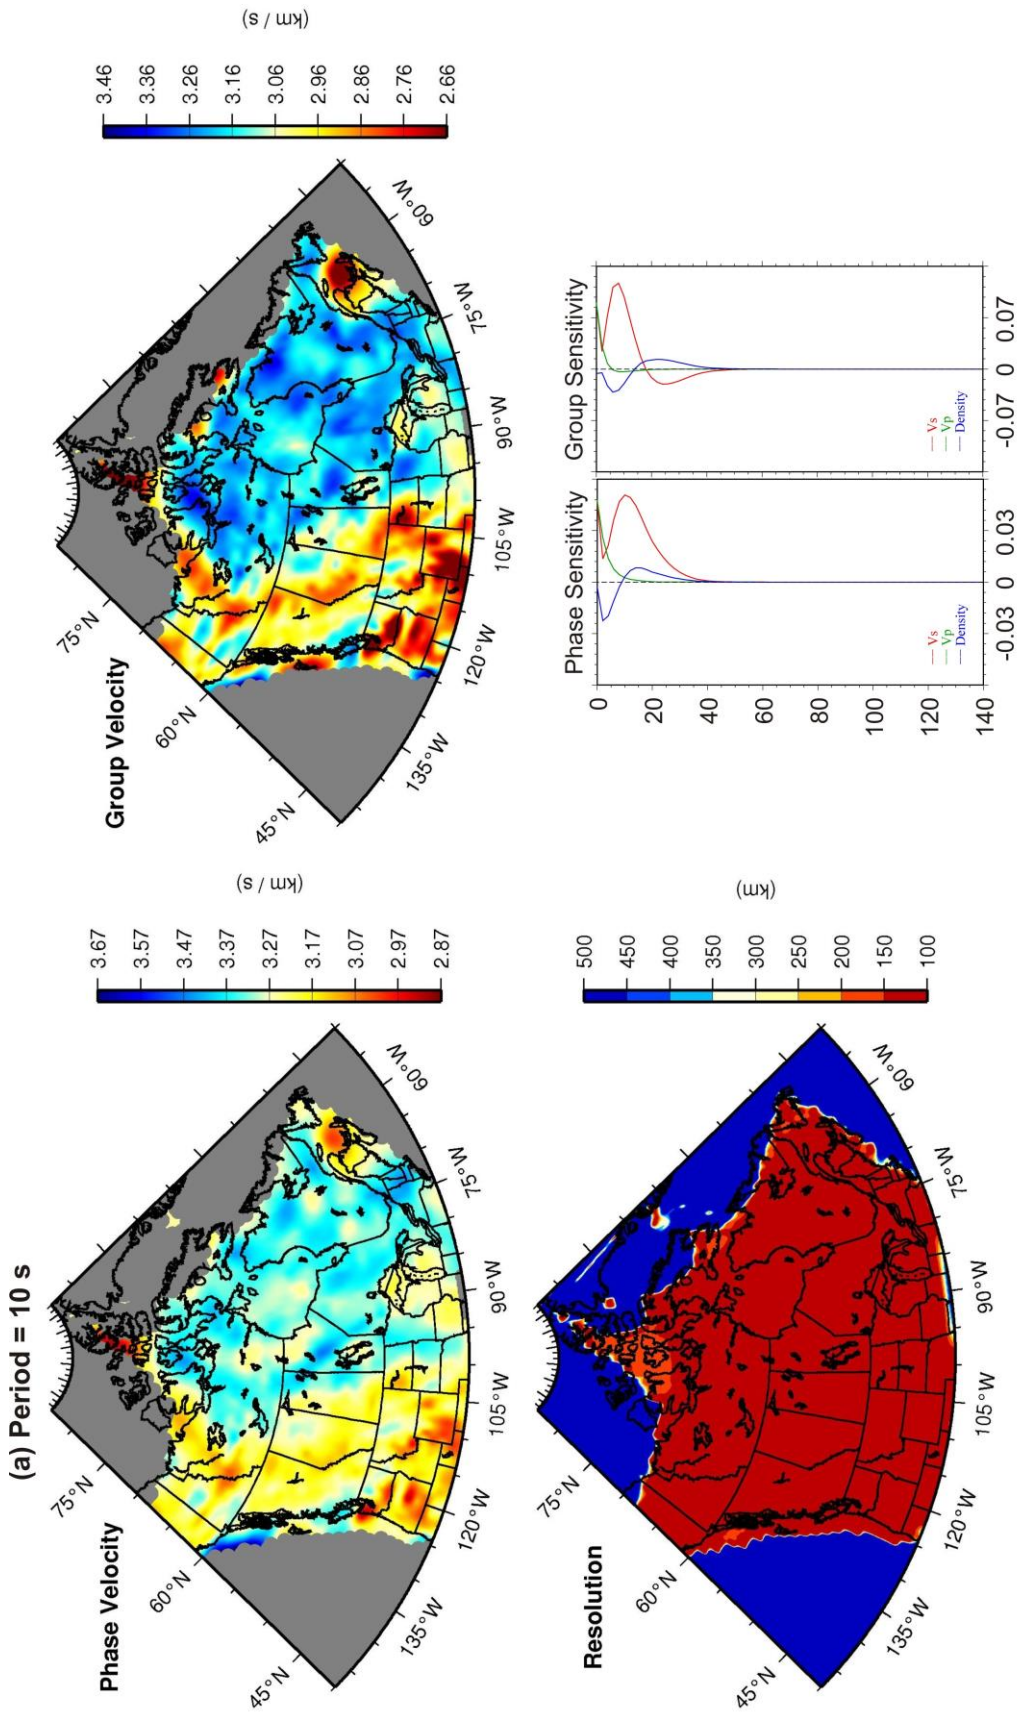 (a) Period = 10 s
Phase Velocity
75°N
60°N
45°N
135°W
120°W
105°W
90°W
75°W
60°W
3.67
3.57
3.47
3.37
3.27
3.17
3.07
2.97
2.87
(km / s)
Group Velocity
75°N
60°N
45°N
135°W
120°W
105°W
90°W
75°W
60°W
3.46
3.36
3.26
3.16
3.06
2.96
2.86
2.76
2.66
(km / s)
Resolution
75°N
60°N
45°N
135°W
120°W
105°W
90°W
75°W
60°W
500
450
400
350
300
250
200
150
100
(km)
Phase Sensitivity
Vs
Vp
Density
-0.03 0 0.03
0
20
40
60
80
100
120
140
Group Sensitivity
Vs
Vp
Density
-0.07 0 0.07